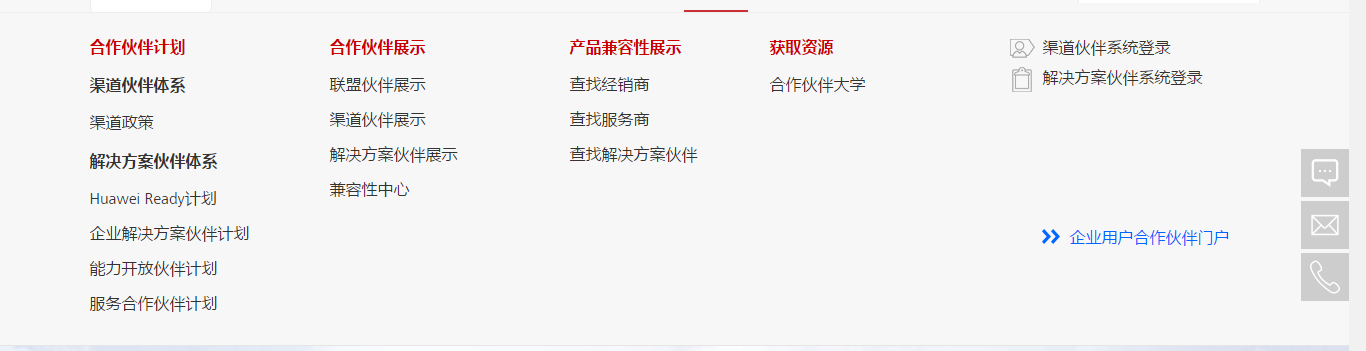 合作伙伴计划
渠道伙伴体系
渠道政策
解决方案伙伴体系
Huawei Ready计划
企业解决方案伙伴计划
能力开放伙伴计划
服务合作伙伴计划
合作伙伴展示
联盟伙伴展示
渠道伙伴展示
解决方案伙伴展示
兼容性中心
产品兼容性展示
查找经销商
查找服务商
查找解决方案伙伴
获取资源
合作伙伴大学
渠道伙伴系统登录
解决方案伙伴系统登录
企业用户合作伙伴门户